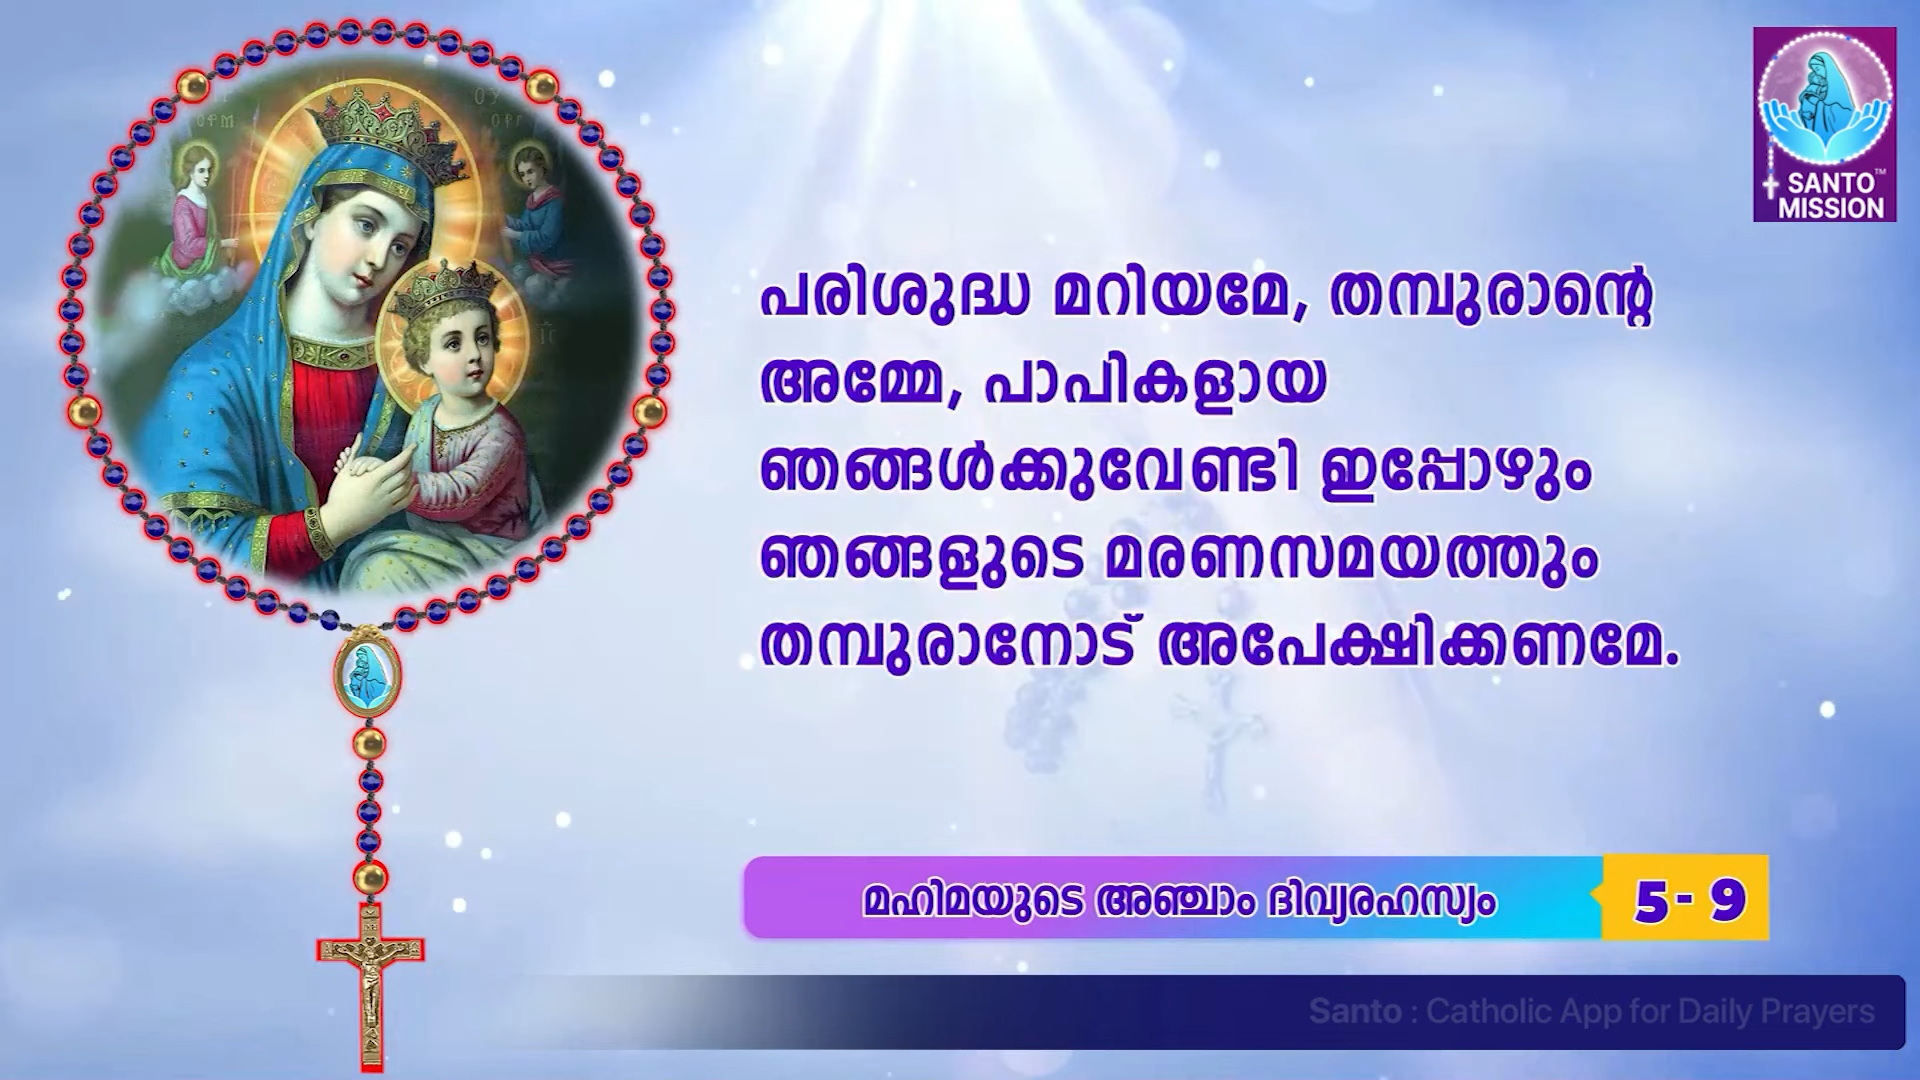 SANTO™
MISSION
പരിശുദ്ധ മറിയമേ, തമ്പുരാന്റെ
അമ്മേ, പാപികളായ
ഞങ്ങൾക്കുവേണ്ടി ഇപ്പോഴും
ഞങ്ങളുടെ മരണസമയത്തും
തമ്പുരാനോട് അപേക്ഷിക്കണമേ.
മഹിമയുടെ അഞ്ചാം ദിവ്യരഹസ്യം
5- 9
Santo : Catholic App for Daily Prayers